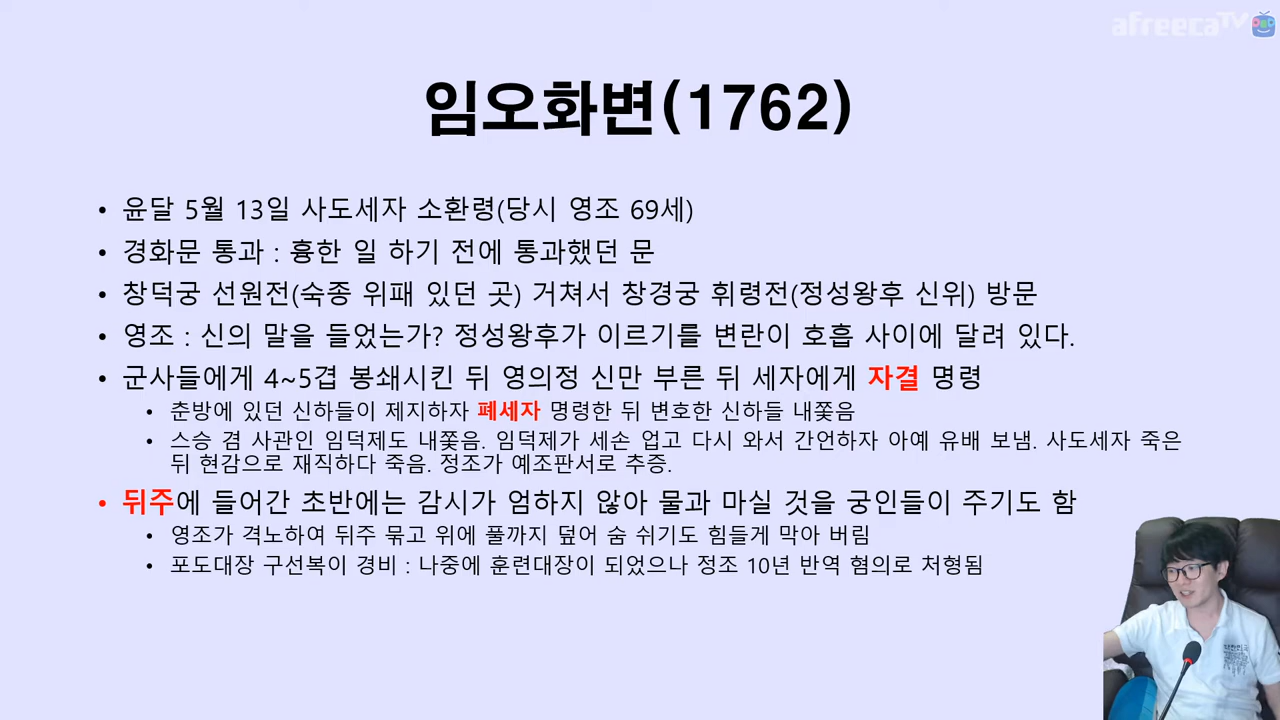 afreecaTV
임오화변(1762)
• 윤달 5월 13일 사도세자 소환령(당시 영조 69세)
• 경화문 통과 : 흉한 일 하기 전에 통과했던 문
• 창덕궁 선원전(숙종 위패 있던 곳) 거쳐서 창경궁 휘령전(정성왕후 신위) 방문
• 영조 : 신의 말을 들었는가? 정성왕후가 이르기를 변란이 호흡 사이에 달려 있다.
• 군사들에게 4~5겹 봉쇄시킨 뒤 영의정 신만 부른 뒤 세자에게 자결 명령
• 춘방에 있던 신하들이 제지하자 폐세자 명령한 뒤 변호한 신하들 내쫓음
• 스승 겸 사관인 임덕제도 내쫓음. 임덕제가 세손 업고 다시 와서 간언하자 아예 유배 보냄. 사도세자 죽은
뒤 현감으로 재직하다 죽음. 정조가 예조판서로 추증.
• 뒤주에 들어간 초반에는 감시가 엄하지 않아 물과 마실 것을 궁인들이 주기도 함
• 영조가 격노하여 뒤주 묶고 위에 풀까지 덮어 숨 쉬기도 힘들게 막아 버림
• 포도대장 구선복이 경비 : 나중에 훈련대장이 되었으나 정조 10년 반역 혐의로 처형됨